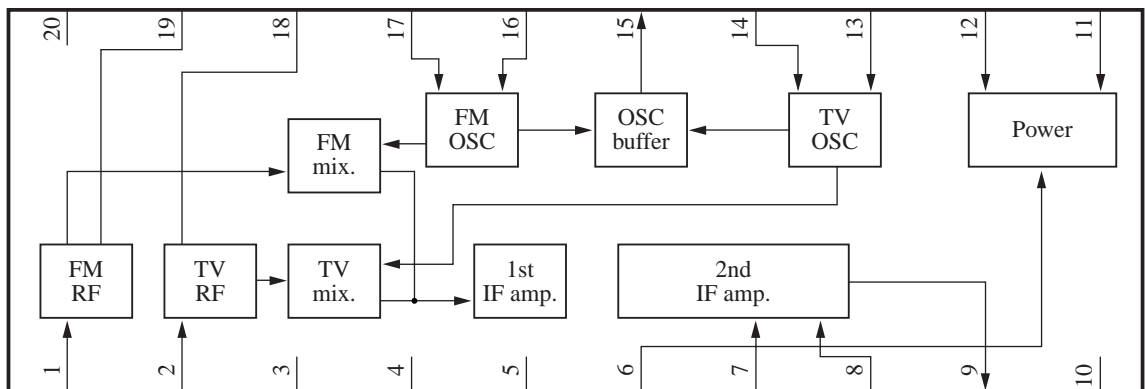 20 19 18 17 16 15 14 13 12 11
FM
OSC
OSC
buffer
TV
OSC
Power
FM
mix.
FM
RF
TV
RF
TV
mix.
1st
IF amp.
2nd
IF amp.
1 2 3 4 5 6 7 8 9 10